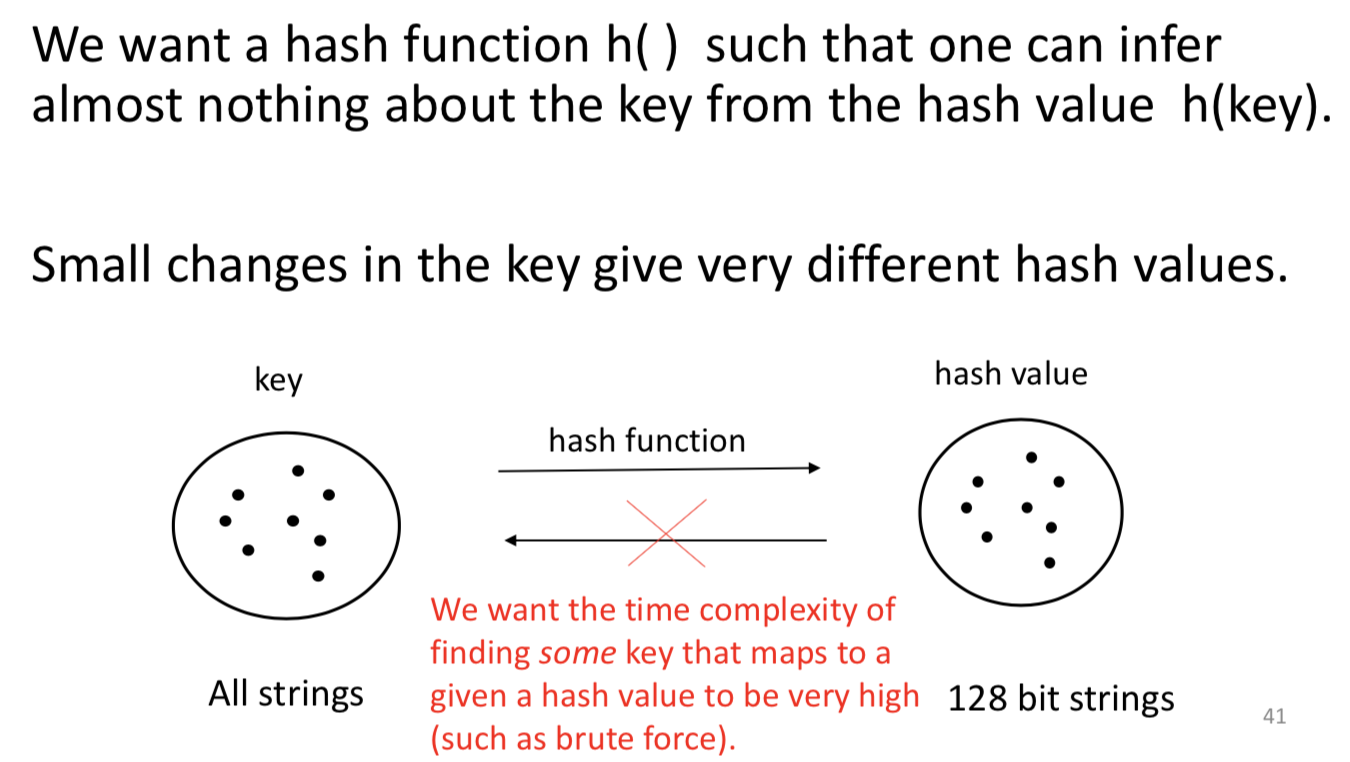 We want a hash function h( ) such that one can infer
almost nothing about the key from the hash value h(key).
Small changes in the key give very different hash values.
key
hash value
hash function
We want the time complexity of
finding some key that maps to a
given a hash value to be very high
(such as brute force).
All strings
128 bit strings
41